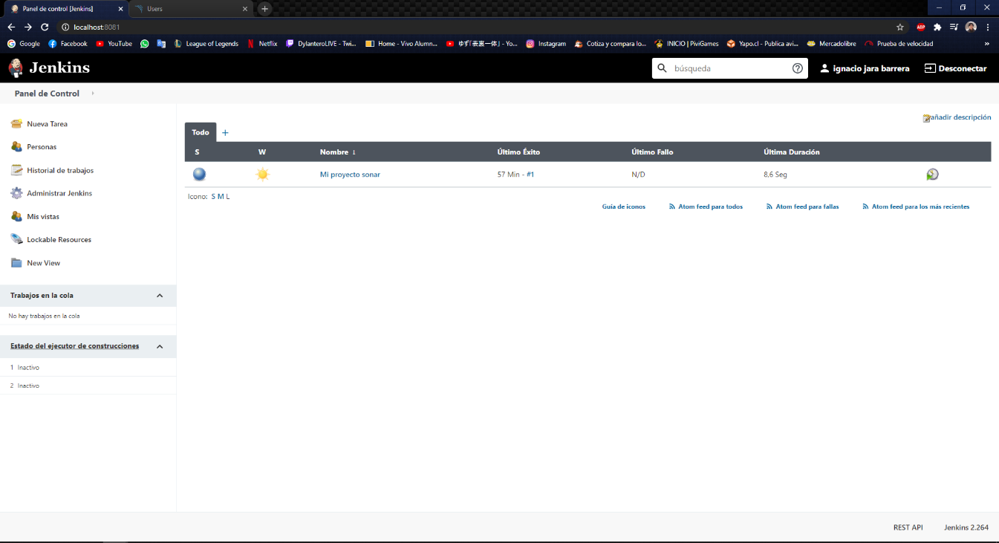 Panel de control [Jenkins]
Users
localhost:8081
ABP
Google
Facebook
YouTube
League of Legends
Netflix
DylanteroLIVE - Twi...
Home - Vivo Alumn...
ゆず「表裏一体」- Yo...
Instagram
Cotiza y compara lo...
INICIO | PiviGames
Yapo.cl - Publica avi...
Mercadolibre
Prueba de velocidad
»
Jenkins
búsqueda
ignacio jara barrera
Desconectar
Panel de Control
Nueva Tarea
Personas
Historial de trabajos
Administrar Jenkins
Mis vistas
Lockable Resources
New View
Trabajos en la cola
No hay trabajos en la cola
Estado del ejecutor de construcciones
1 Inactivo
2 Inactivo
añadir descripción
Todo +
S W Nombre ↓ Último Éxito Último Fallo Última Duración
Mi proyecto sonar 57 Min - #1 N/D 8,6 Seg
Icono: S M L
Guía de iconos
Atom feed para todos
Atom feed para fallas
Atom feed para los más recientes
REST API
Jenkins 2.264